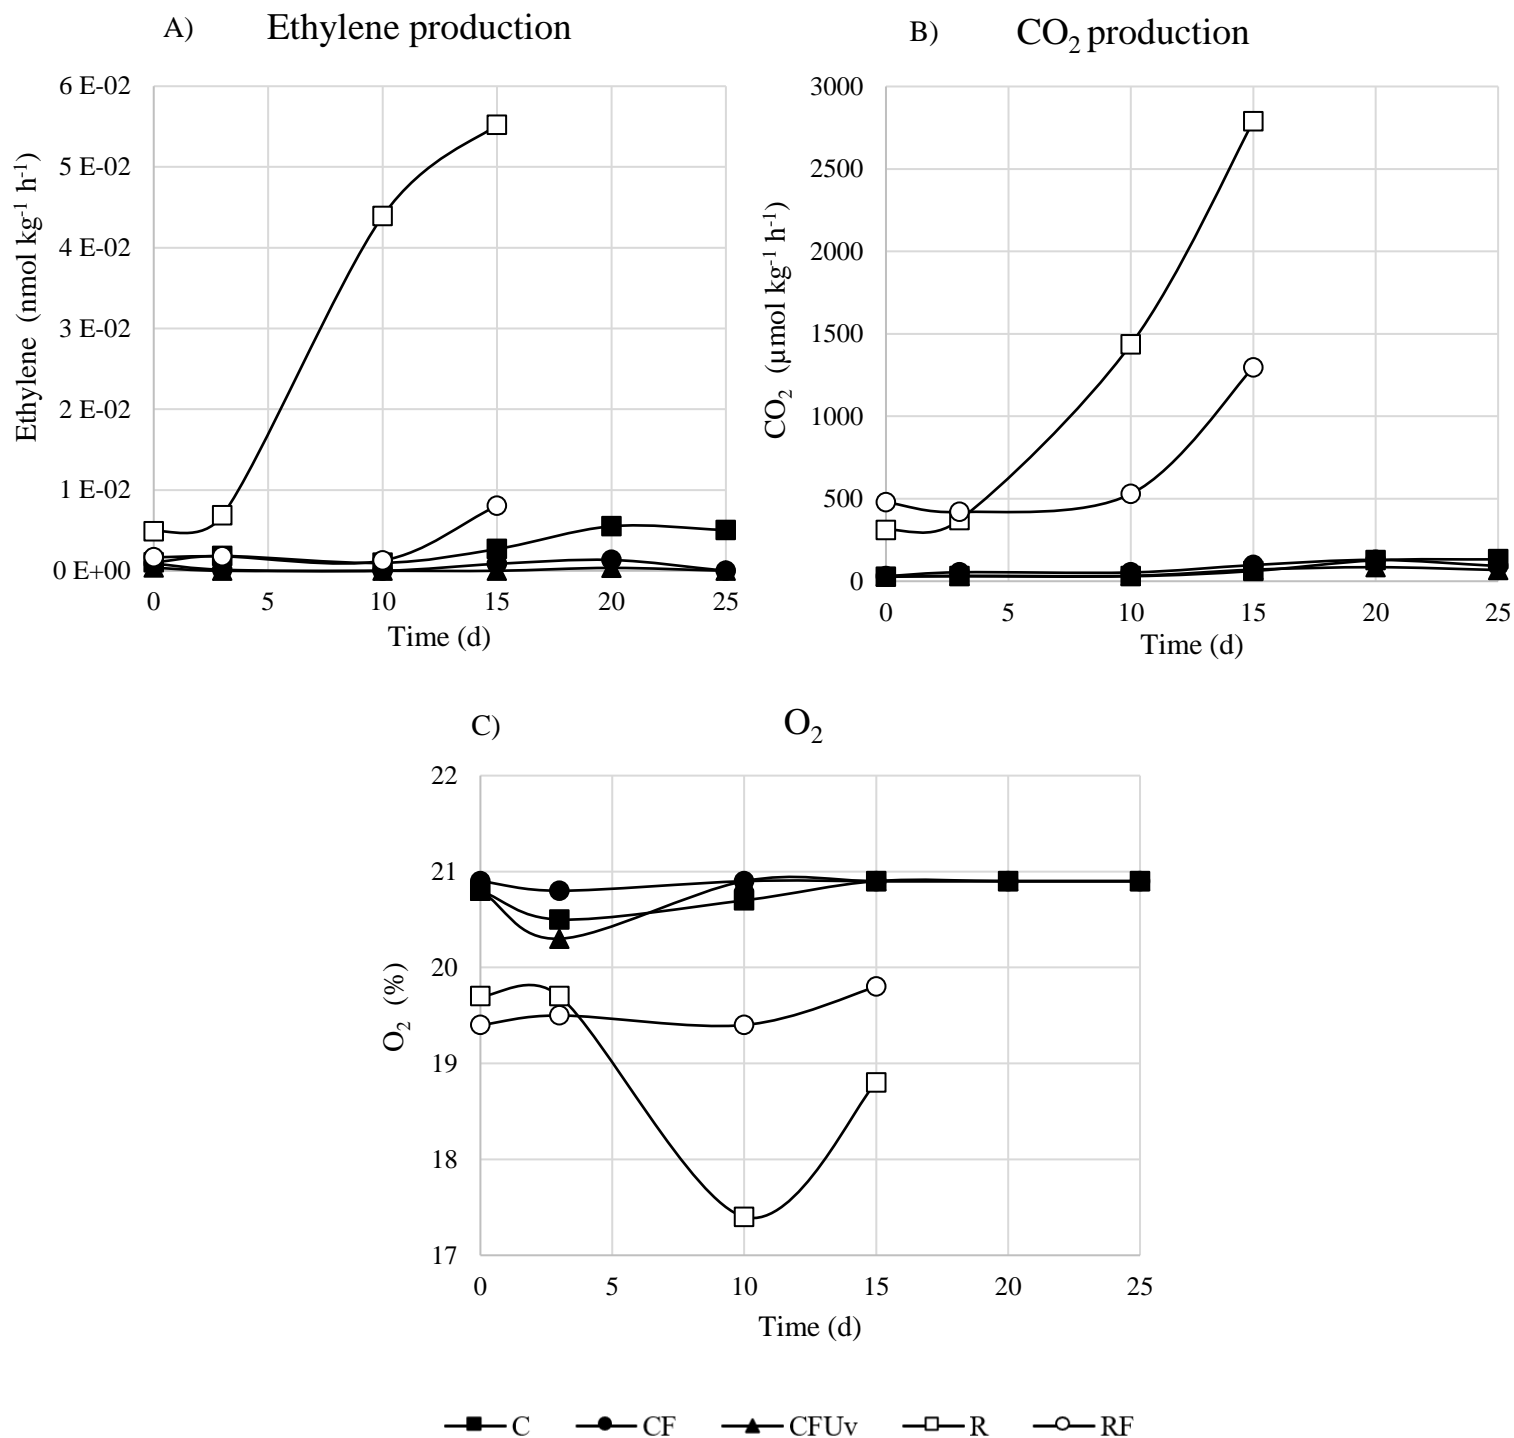 A) Ethylene production
6 E-02
5 E-02
4 E-02
3 E-02
2 E-02
1 E-02
0 E+00
Ethylene (nmol kg⁻¹ h⁻¹)
0 5 10 15 20 25
Time (d)
B) CO₂ production
3000
2500
2000
1500
1000
500
0
CO₂ (µmol kg⁻¹ h⁻¹)
0 5 10 15 20 25
Time (d)
C) O₂
22
21
20
19
18
17
O₂ (%)
0 5 10 15 20 25
Time (d)
C CF CFUv R RF